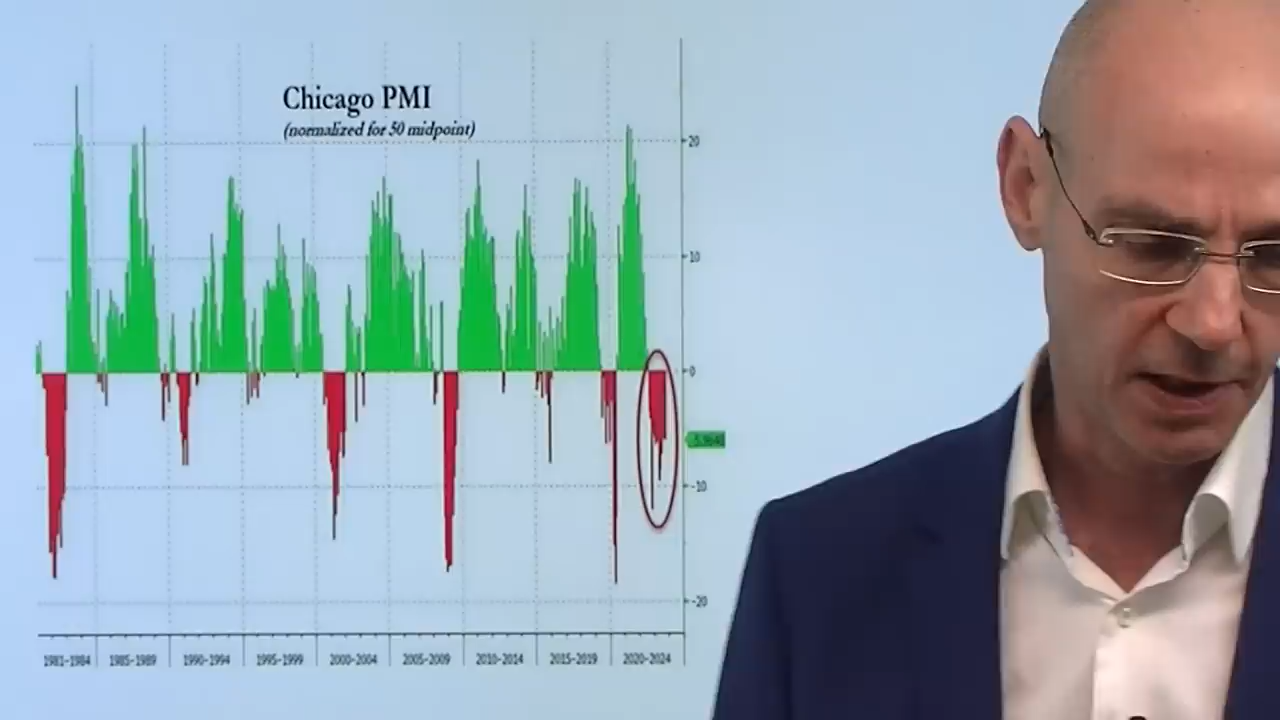 Chicago PMI
(normalized for 50 midpoint)
20
10
0
-10
-20
1981-1984 1985-1989 1990-1994 1995-1999 2000-2004 2005-2009 2010-2014 2015-2019 2020-2024